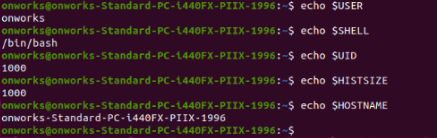 onworks@onworks-Standard-PC-i440FX-PIIX-1996:~$ echo $USER
onworks
onworks@onworks-Standard-PC-i440FX-PIIX-1996:~$ echo $SHELL
/bin/bash
onworks@onworks-Standard-PC-i440FX-PIIX-1996:~$ echo $UID
1000
onworks@onworks-Standard-PC-i440FX-PIIX-1996:~$ echo $HISTSIZE
1000
onworks@onworks-Standard-PC-i440FX-PIIX-1996:~$ echo $HOSTNAME
onworks-Standard-PC-i440FX-PIIX-1996
onworks@onworks-Standard-PC-i440FX-PIIX-1996:~$